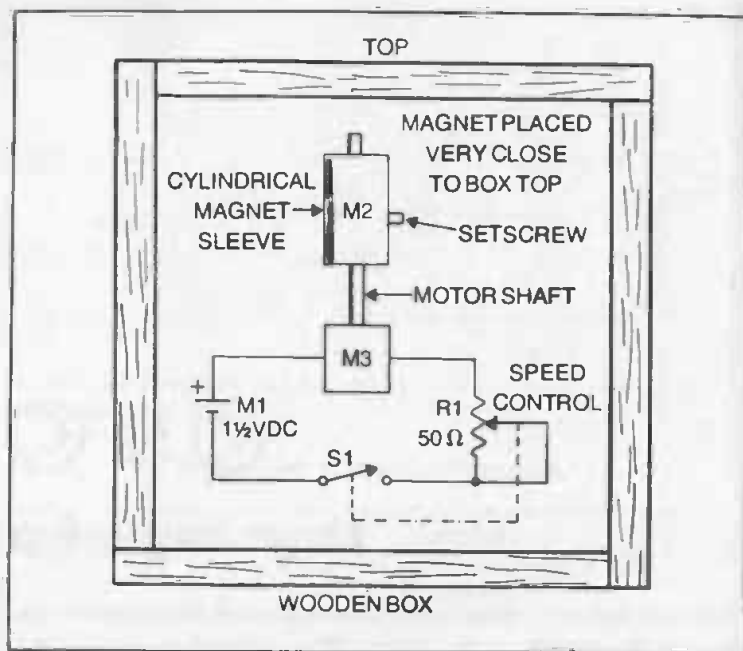 TOP
MAGNET PLACED
VERY CLOSE
TO BOX TOP
CYLINDRICAL
MAGNET
SLEEVE
M2
SETSCREW
MOTOR SHAFT
M3
SPEED
CONTROL
+
M1
1½VDC
R1
50 Ω
S1
WOODEN BOX